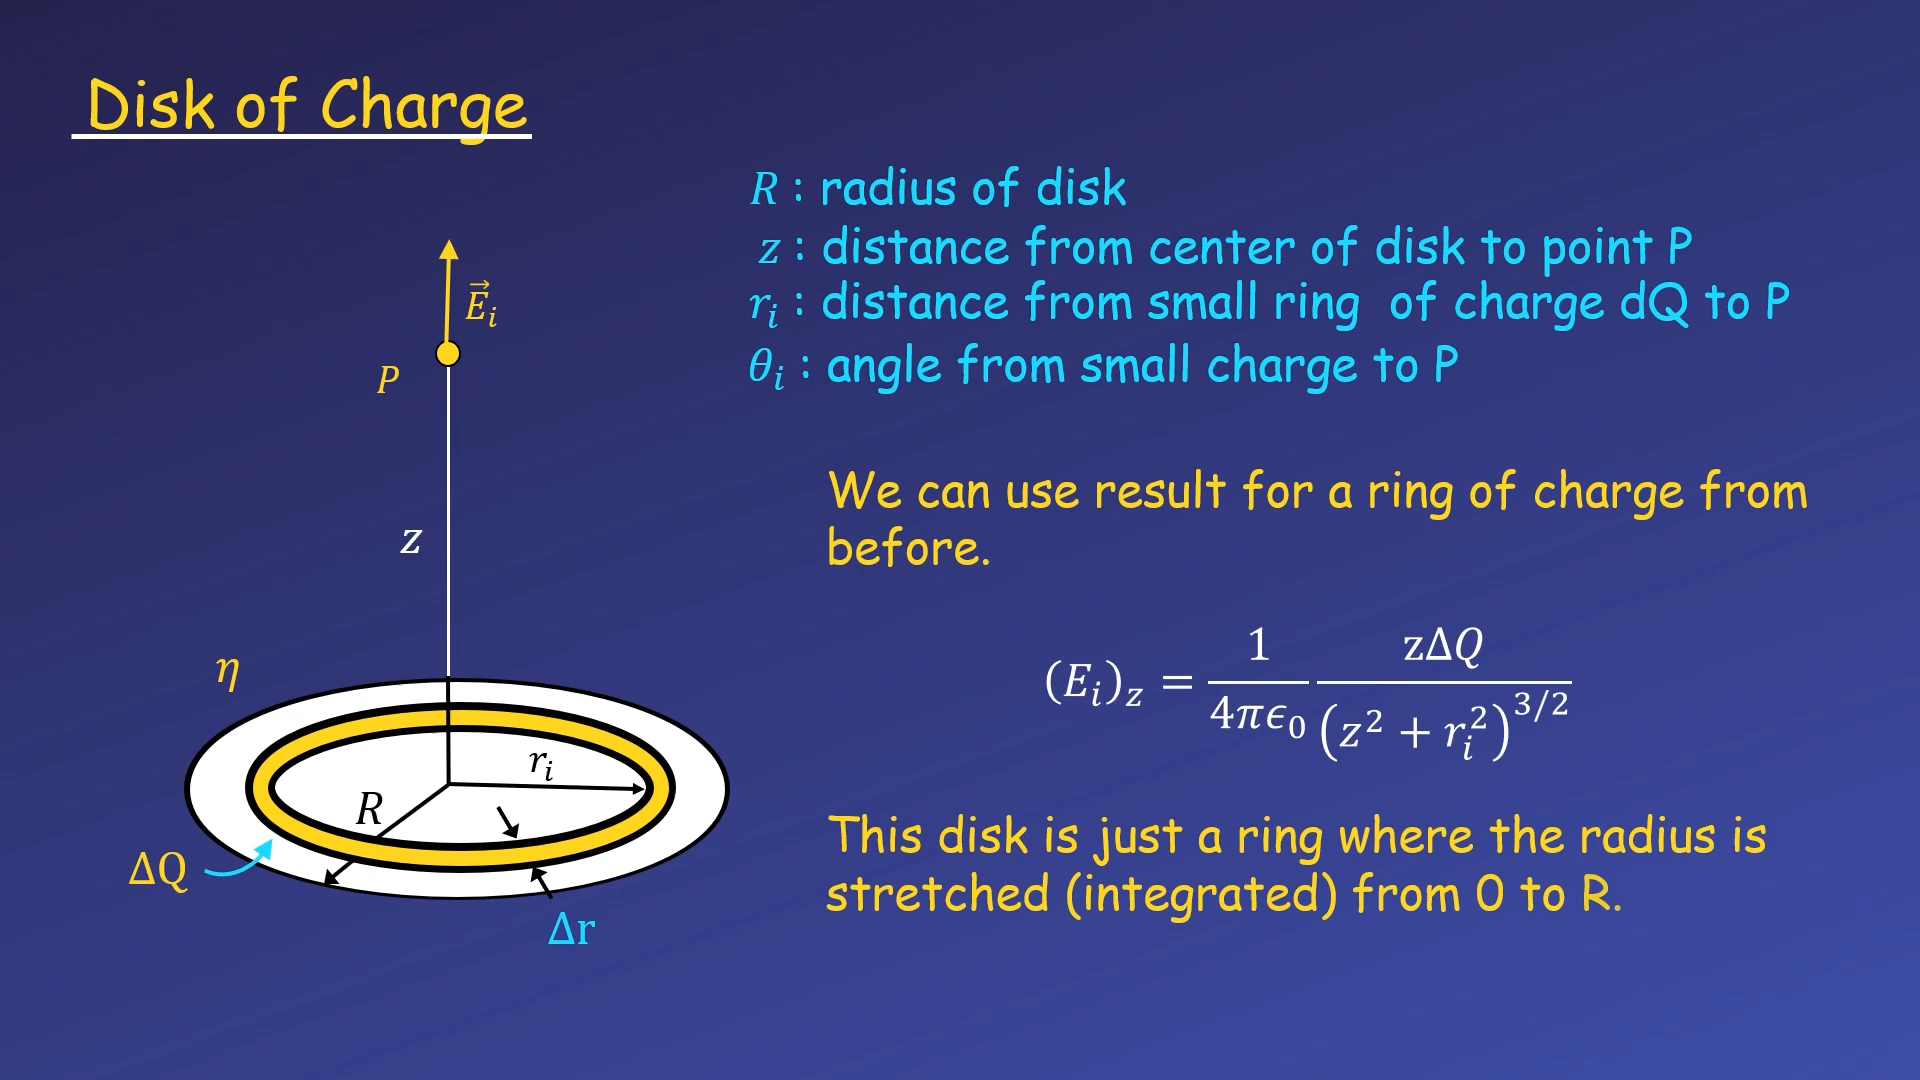 Disk of Charge
R : radius of disk
z : distance from center of disk to point P
rᵢ : distance from small ring of charge dQ to P
θᵢ : angle from small charge to P
E⃗ᵢ
P
z
We can use result for a ring of charge from
before.
(Eᵢ)_z = 1/(4πϵ₀) zΔQ/(z² + rᵢ²)^{3/2}
η
rᵢ
R
ΔQ
Δr
This disk is just a ring where the radius is
stretched (integrated) from 0 to R.